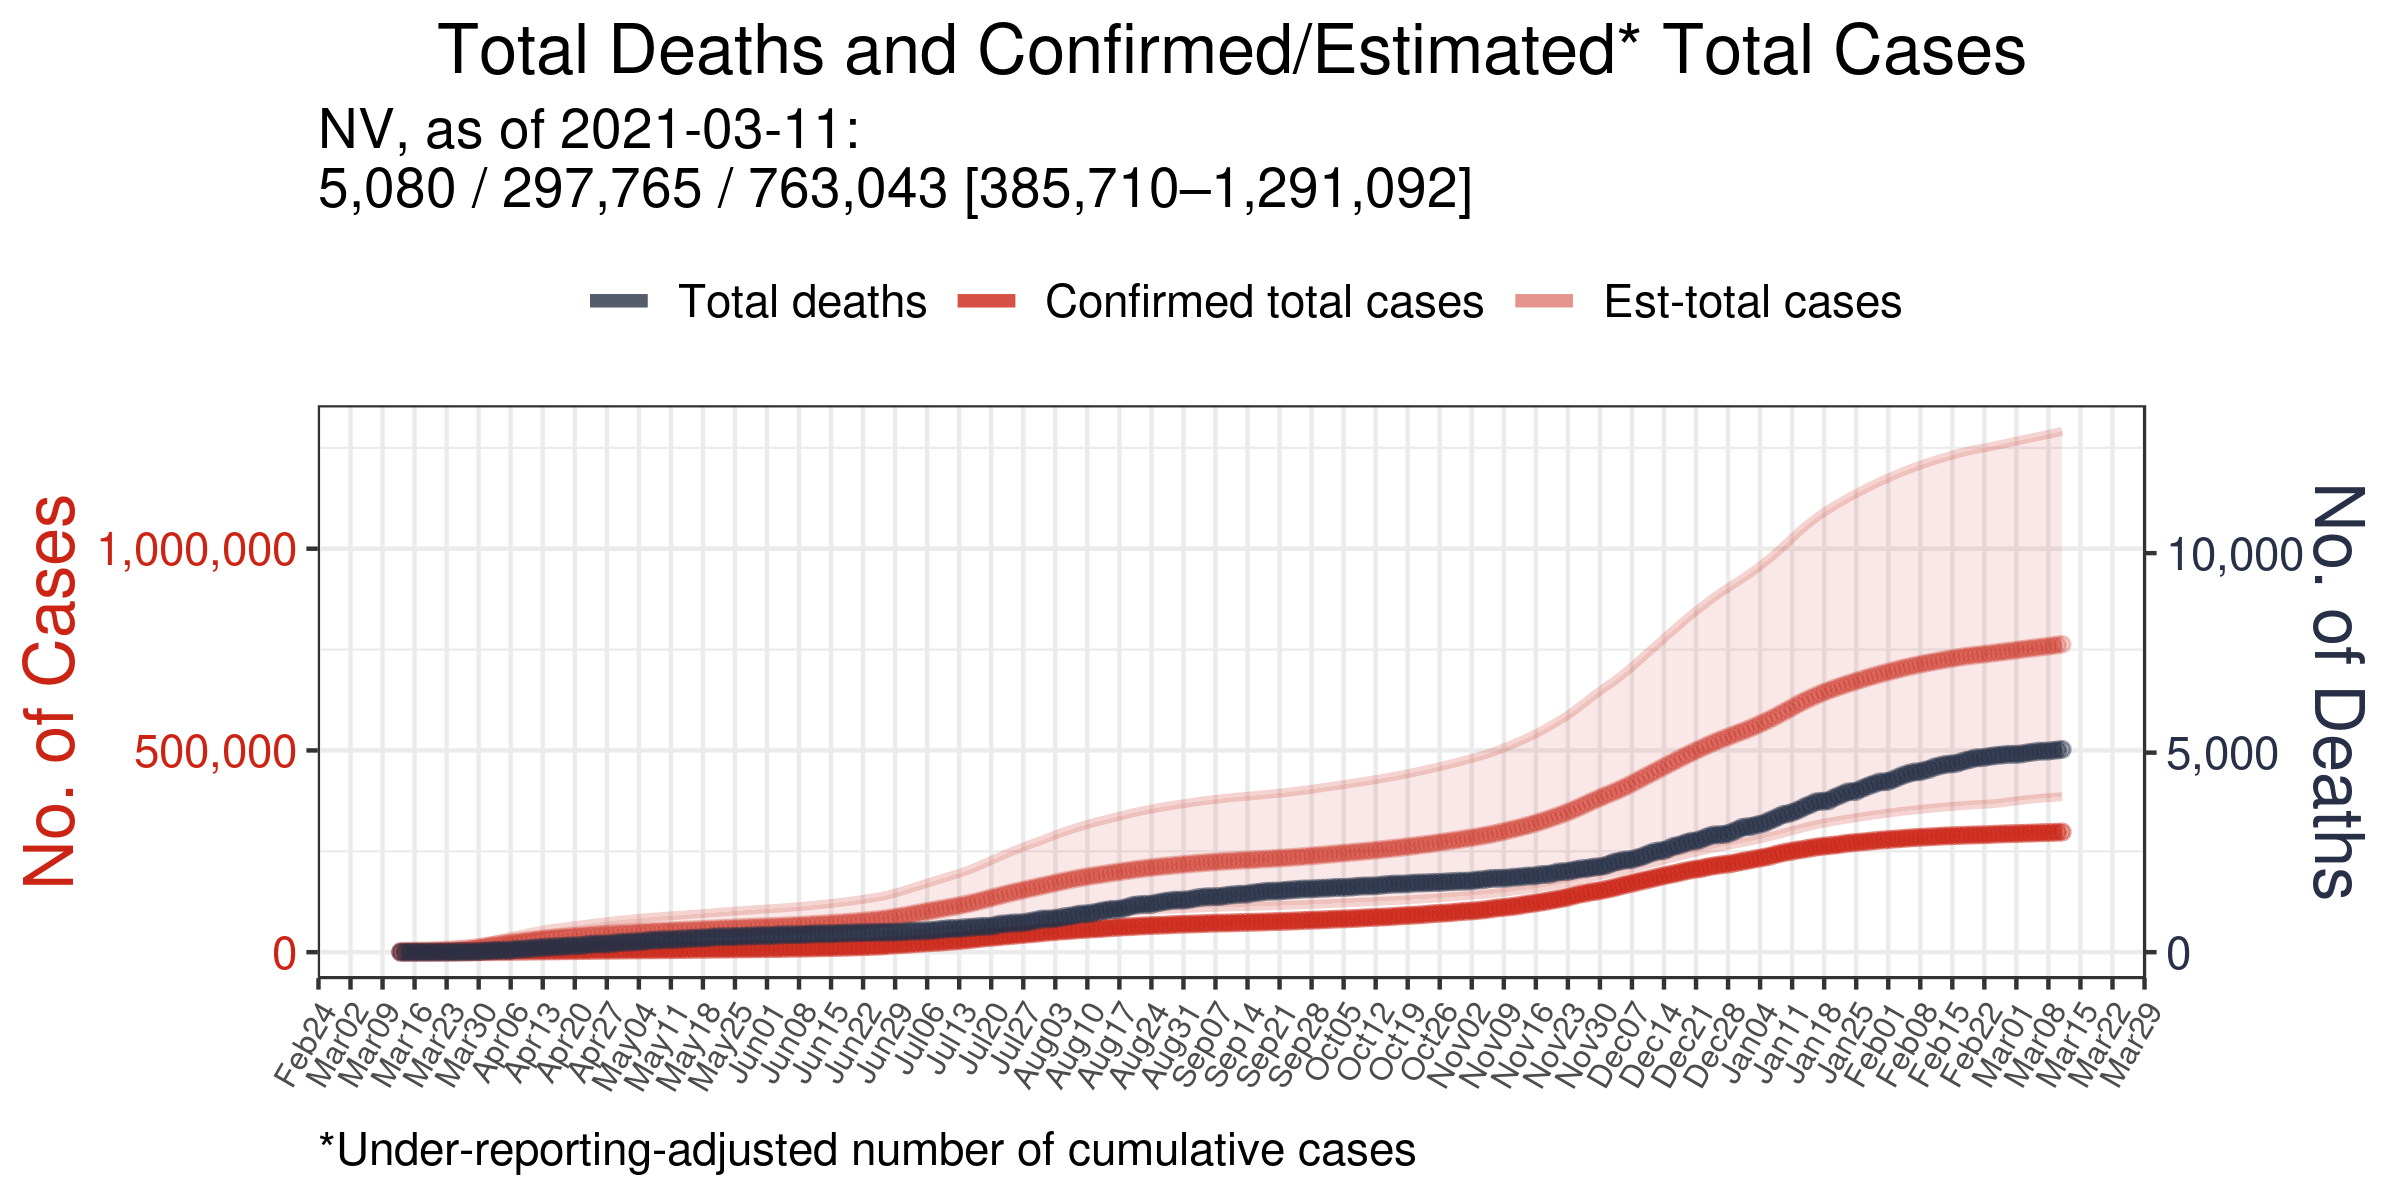 Total Deaths and Confirmed/Estimated* Total Cases
NV, as of 2021-03-11:
5,080 / 297,765 / 763,043 [385,710–1,291,092]
Total deaths
Confirmed total cases
Est-total cases
No. of Cases
1,000,000
500,000
0
10,000
5,000
0
No. of Deaths
Feb24
Mar02
Mar09
Mar16
Mar23
Mar30
Apr06
Apr13
Apr20
Apr27
May04
May11
May18
May25
Jun01
Jun08
Jun15
Jun22
Jun29
Jul06
Jul13
Jul20
Jul27
Aug03
Aug10
Aug17
Aug24
Aug31
Sep07
Sep14
Sep21
Sep28
Oct05
Oct12
Oct19
Oct26
Nov02
Nov09
Nov16
Nov23
Nov30
Dec07
Dec14
Dec21
Dec28
Jan04
Jan11
Jan18
Jan25
Feb01
Feb08
Feb15
Feb22
Mar01
Mar08
Mar15
Mar22
Mar29
*Under-reporting-adjusted number of cumulative cases